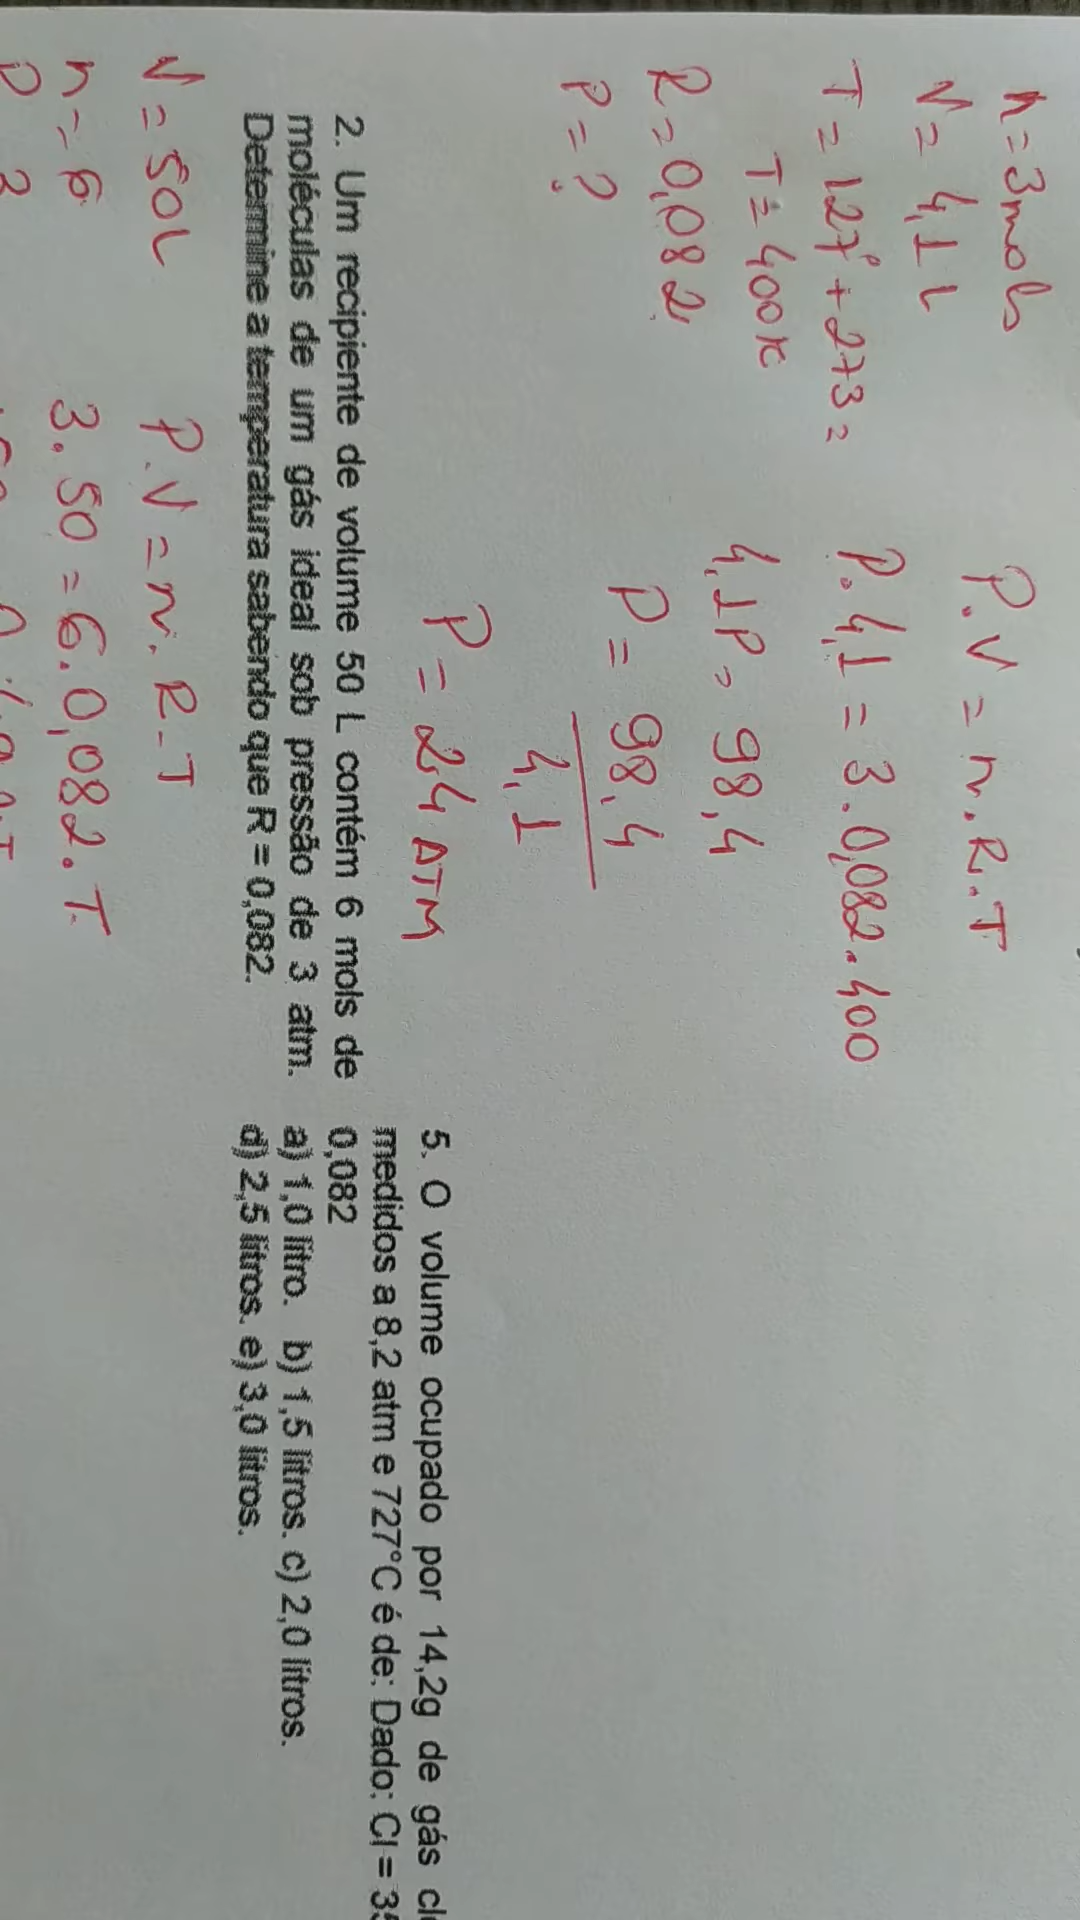 n=3mols
V= 4,1 L
T = 127° + 273 =
T= 400K
R=0,082
P=?
P.V = n.R.T
P.4,1 = 3.0,082.400
4,1P= 98,4
P = 98,4
4,1
P = 24 ATM
2. Um recipiente de volume 50 L contém 6 mols de
moléculas de um gás ideal sob pressão de 3 atm.
Determine a temperatura sabendo que R = 0,082.
V=50L
n=6
P.V=n.R.T
3.50=6.0,082.T
5. O volume ocupado por 14,2g de gás
medidos a 8,2 atm e 727°C é de: Dado: Cl =
0,082
a) 1,0 litro. b) 1,5 litros. c) 2,0 litros.
d) 2,5 litros. e) 3,0 litros.